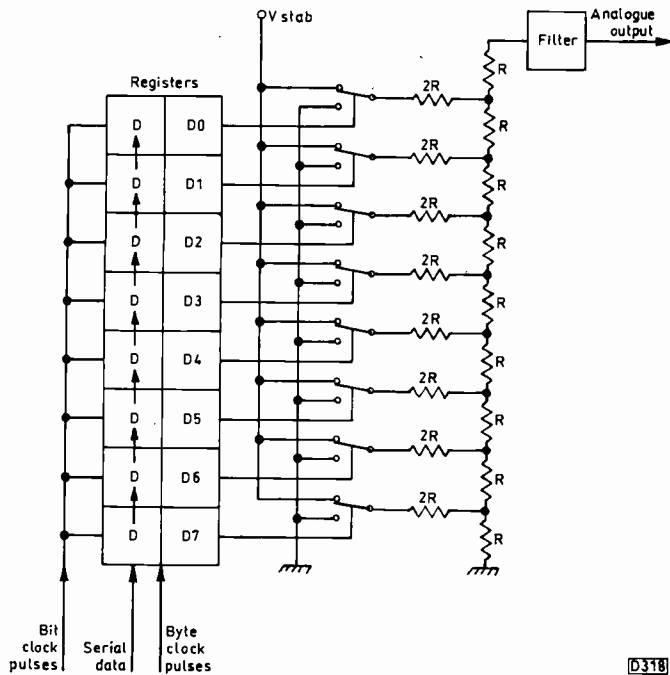 V stab
Analogue
output
Filter
Registers
R
D D0
2R
R
D D1
2R
R
D D2
2R
R
D D3
2R
R
D D4
2R
R
D D5
2R
R
D D6
2R
R
D D7
2R
R
Bit
clock
pulses
Serial
data
Byte
clock
pulses
D318